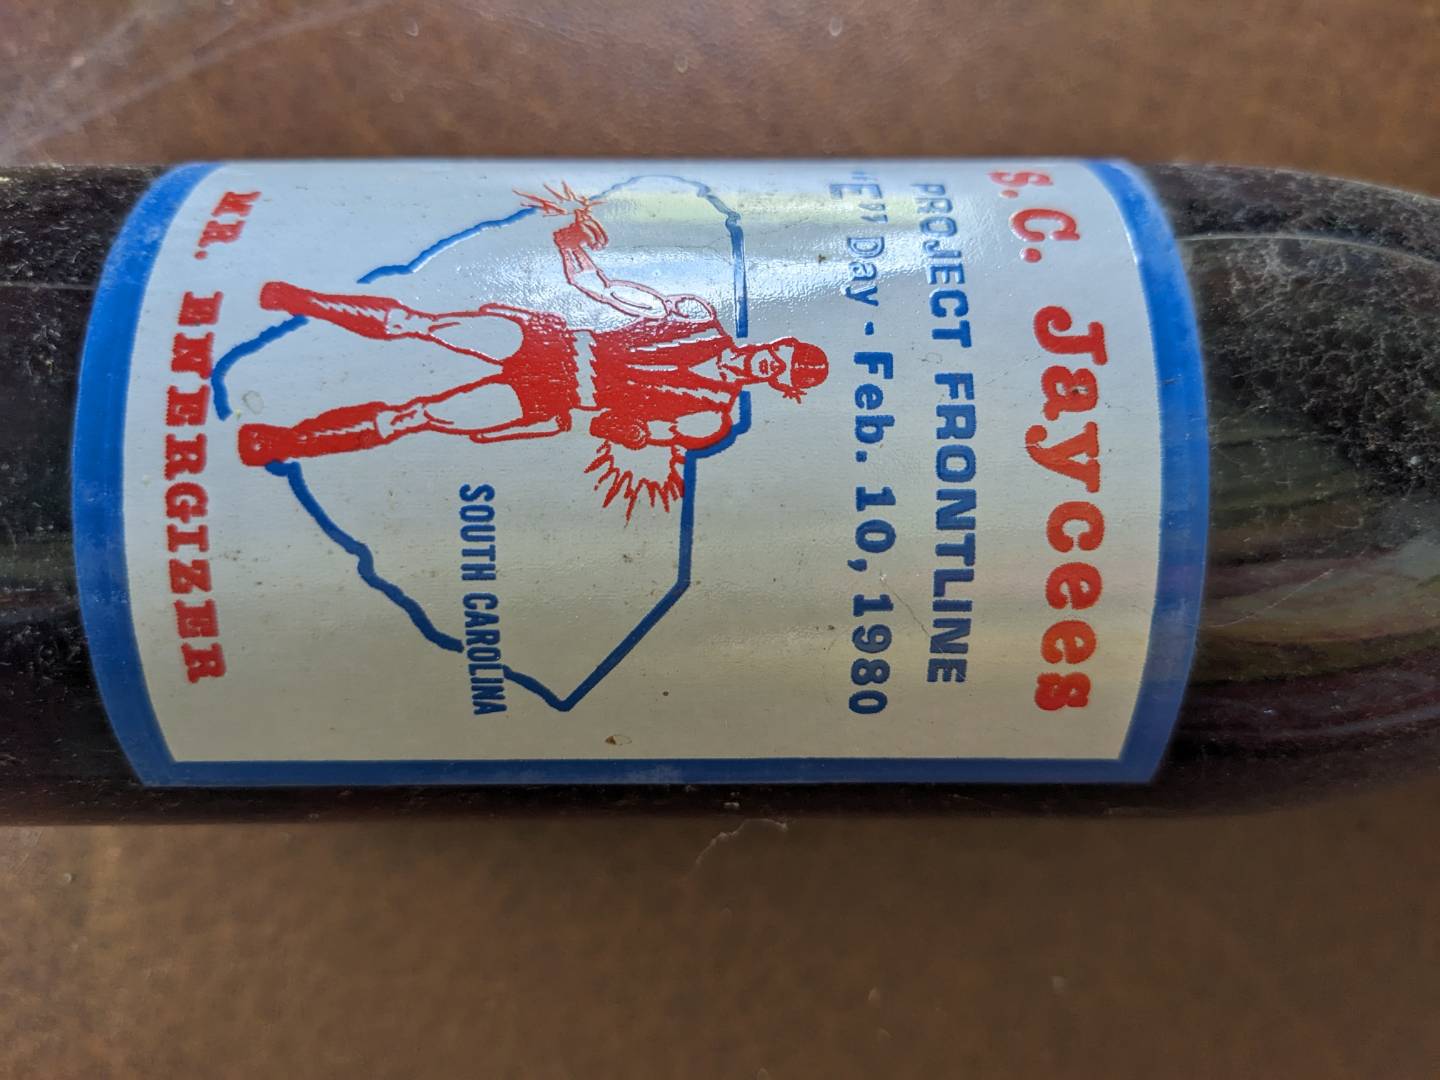 S.C. Jaycees
PROJECT FRONTLINE
"E" Day - Feb. 10, 1980
SOUTH CAROLINA
MR. ENERGIZER